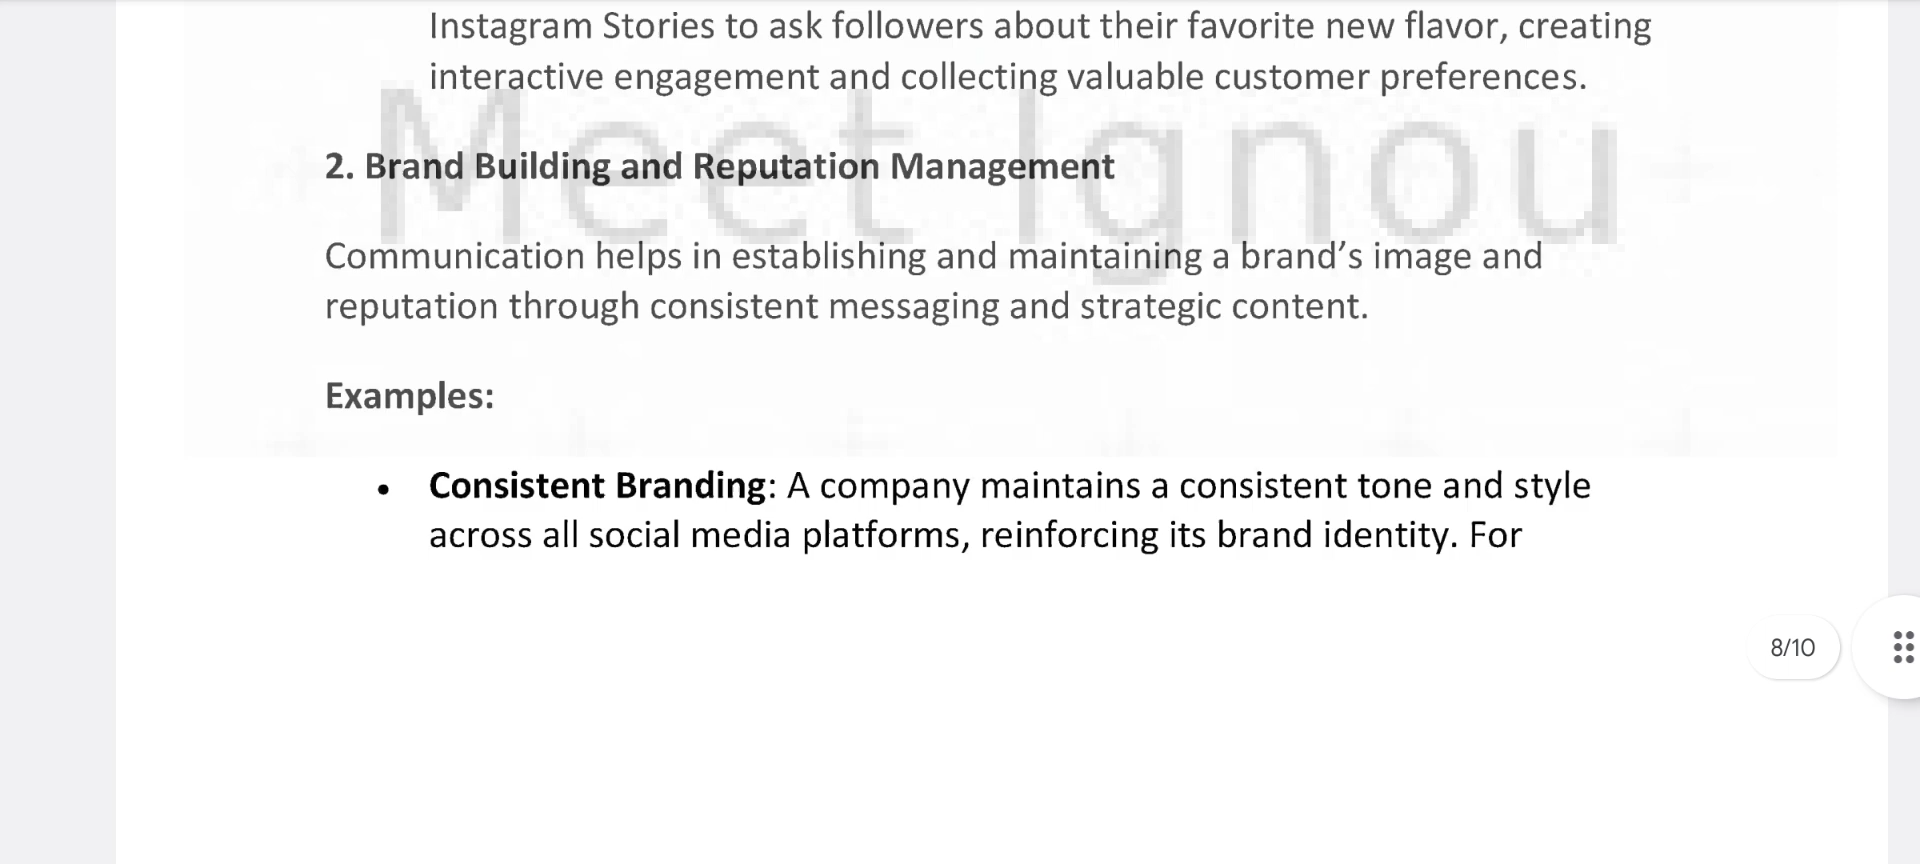 Instagram Stories to ask followers about their favorite new flavor, creating
interactive engagement and collecting valuable customer preferences.
Meet Ignou
2. Brand Building and Reputation Management
Communication helps in establishing and maintaining a brand’s image and
reputation through consistent messaging and strategic content.
Examples:
• Consistent Branding: A company maintains a consistent tone and style
across all social media platforms, reinforcing its brand identity. For
8/10